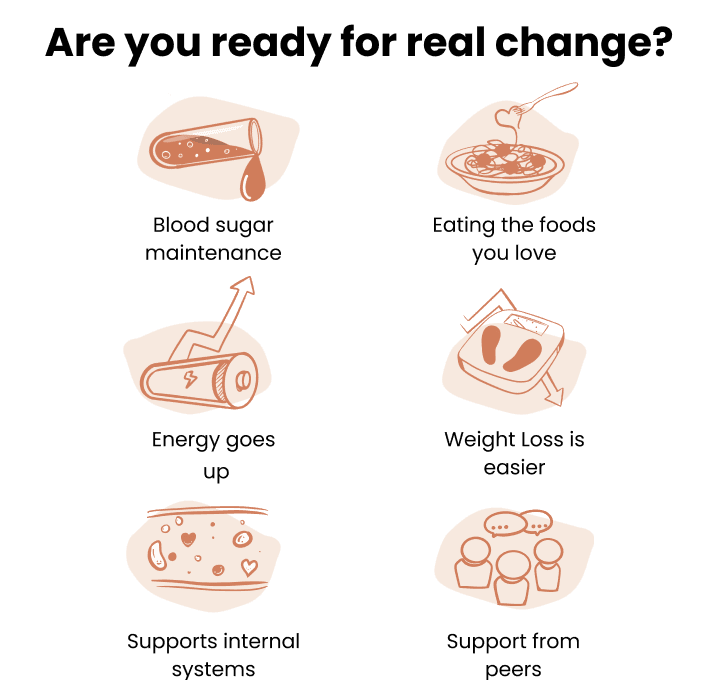 Are you ready for real change?
Blood sugar
maintenance
Eating the foods
you love
Energy goes
up
Weight Loss is
easier
Supports internal
systems
Support from
peers